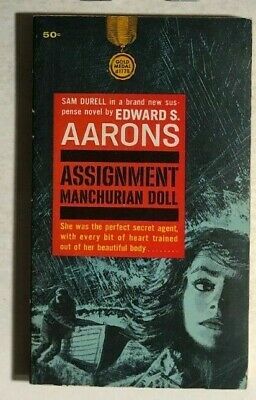 50¢
GOLD
MEDAL
SAM DURELL in a brand new sus-
pense novel by EDWARD S.
AARONS
ASSIGNMENT
MANCHURIAN DOLL
She was the perfect secret agent,
with every bit of heart trained
out of her beautiful body........